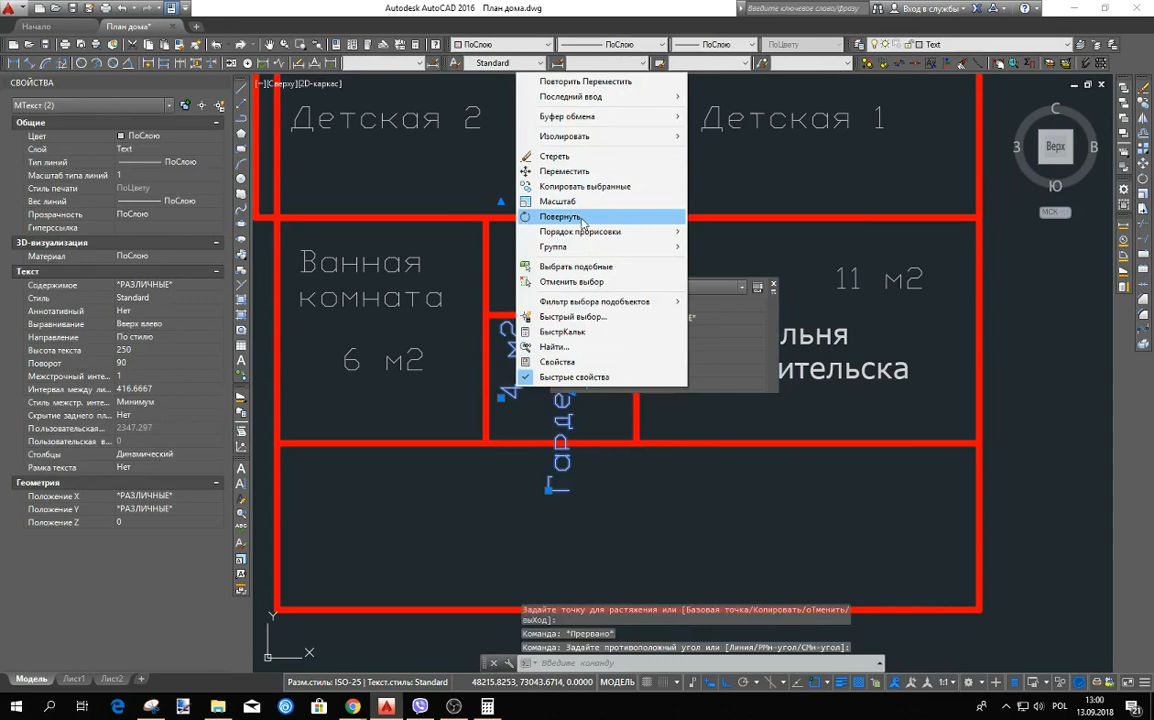 Autodesk AutoCAD 2016 План дома.dwg
Введите ключевое слово/фразу
Вход в службы
Начало
План дома*
ПоСлою
ПоСлою
ПоСлою
ПоЦвету
Text
Standard
СВОЙСТВА
МТекст (2)
Общие
Цвет ПоСлою
Слой Text
Тип линий ПоСлою
Масштаб типа линий 1
Стиль печати ПоЦвету
Вес линий ПоСлою
Прозрачность ПоСлою
Гиперссылка
3D-визуализация
Материал ПоСлою
Текст
Содержимое *РАЗЛИЧНЫЕ*
Стиль Standard
Аннотативный Нет
Выравнивание Вверх влево
Направление По стилю
Высота текста 250
Поворот 90
Межстрочный интер... 1
Интервал между ли... 416.6667
Стиль метр. интер... Минимум
Скрытие заднего пл... Нет
Пользовательская... 2347.297
Пользовательская в... 0
Столбцы Динамический
Рамка текста Нет
Геометрия
Положение X *РАЗЛИЧНЫЕ*
Положение Y *РАЗЛИЧНЫЕ*
Положение Z 0
[−][Сверху][2D-каркас]
Детская 2
Детская 1
Ванная
комната
6 м2
11 м2
льня
ительска
4 м2
Гарде
Повторить Переместить
Последний ввод
Буфер обмена
Изолировать
Стереть
Переместить
Копировать выбранные
Масштаб
Повернуть
Порядок прорисовки
Группа
Выбрать подобные
Отменить выбор
Фильтр выбора подобъектов
Быстрый выбор...
БыстрКальк
Найти...
Свойства
Быстрые свойства
С
З Верх В
Ю
МСК
Y
X
Задайте точку для растяжения или [Базовая точка/Копировать/оТменить/
выХод]:
Команда: *Прервано*
Команда: Задайте противоположный угол или [Линия/РМн-угол/СМн-угол]:
Введите команду
Модель Лист1 Лист2 +
Разм.стиль: ISO-25 | Текст.стиль: Standard
48215.8253, 73043.6714, 0.0000 МОДЕЛЬ
1:1
POL
13:00
13.09.2018
21